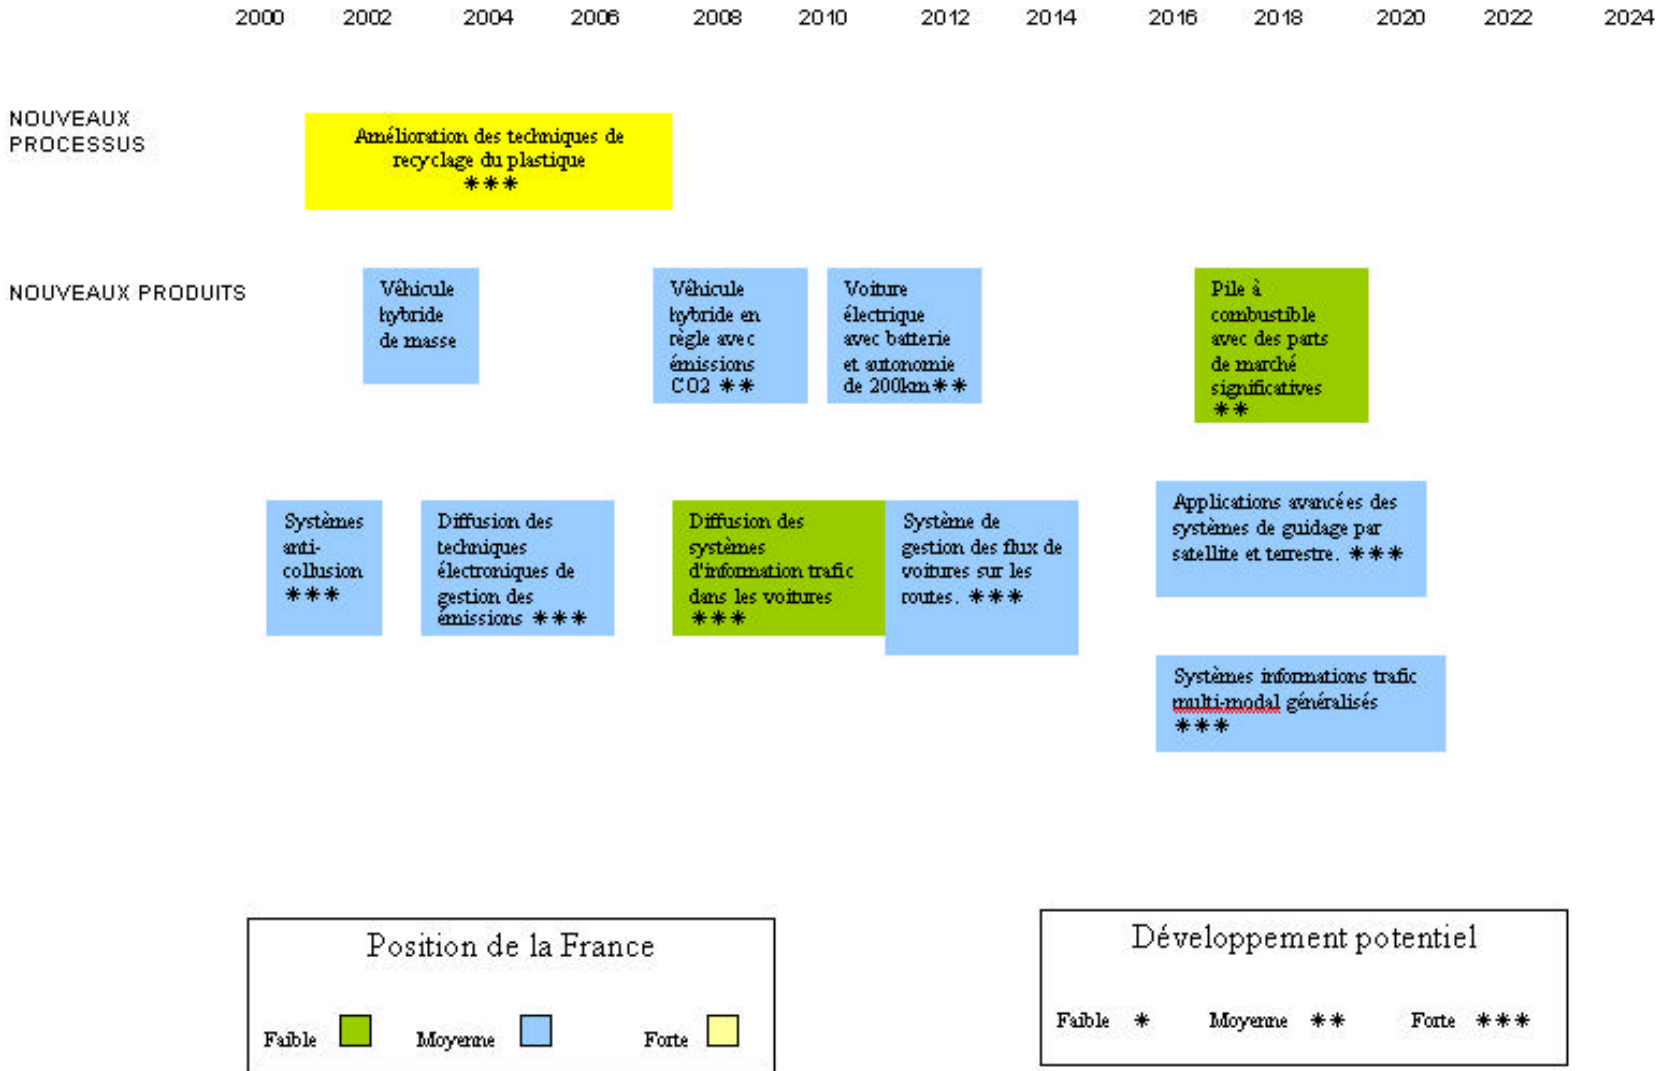 2000 2002 2004 2006 2008 2010 2012 2014 2016 2018 2020 2022 2024
NOUVEAUX
PROCESSUS
Amélioration des techniques de
recyclage du plastique
***
NOUVEAUX PRODUITS
Véhicule
hybride
de masse
Véhicule
hybride en
règle avec
émissions
CO2 **
Voiture
électrique
avec batterie
et autonomie
de 200km**
Pile à
combustible
avec des parts
de marché
significatives
**
Systèmes
anti-
collusion
***
Diffusion des
techniques
électroniques de
gestion des
émissions ***
Diffusion des
systèmes
d'information trafic
dans les voitures
***
Système de
gestion des flux de
voitures sur les
routes. ***
Applications avancées des
systèmes de guidage par
satellite et terrestre. ***
Systèmes informations trafic
multi-modal généralisés
***
Position de la France
Faible Moyenne Forte
Développement potentiel
Faible * Moyenne ** Forte ***